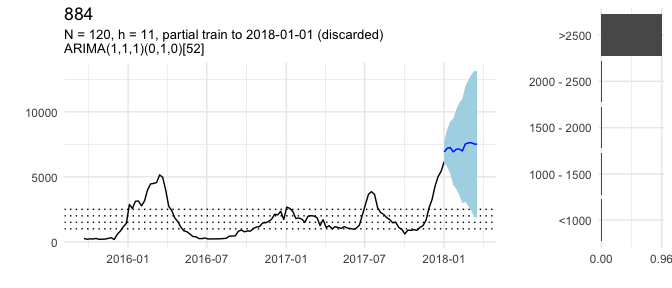 884
N = 120, h = 11, partial train to 2018-01-01 (discarded)
ARIMA(1,1,1)(0,1,0)[52]
10000
5000
0
2016-01
2016-07
2017-01
2017-07
2018-01
>2500
2000 - 2500
1500 - 2000
1000 - 1500
<1000
0.00
0.96